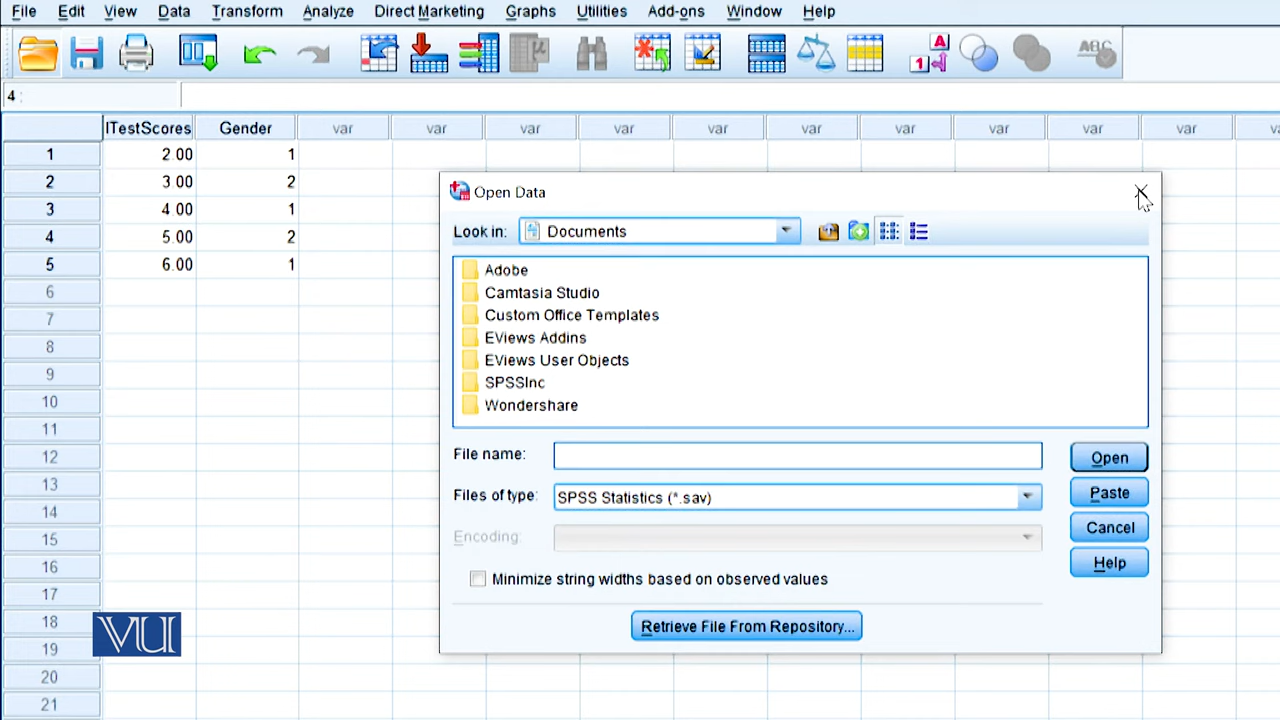 File Edit View Data Transform Analyze Direct Marketing Graphs Utilities Add-ons Window Help
A
1
ABC
4 :
ITestScores Gender var var var var var var var var var var
1 2.00 1
2 3.00 2
3 4.00 1
4 5.00 2
5 6.00 1
6
7
8
9
10
11
12
13
14
15
16
17
18
19
20
21
Open Data
Look in: Documents
Adobe
Camtasia Studio
Custom Office Templates
EViews Addins
EViews User Objects
SPSSInc
Wondershare
File name: Open
Files of type: SPSS Statistics (*.sav) Paste
Encoding: Cancel
Minimize string widths based on observed values Help
Retrieve File From Repository...
VU